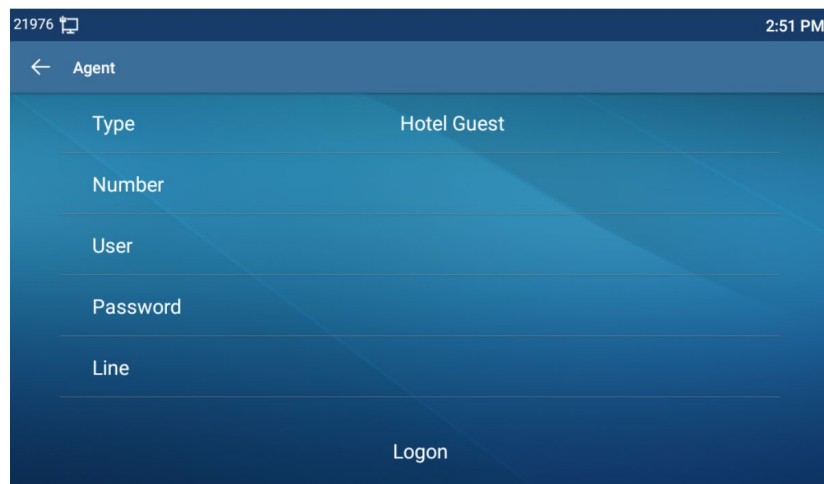 21976 2:51 PM
Agent
Type Hotel Guest
Number
User
Password
Line
Logon